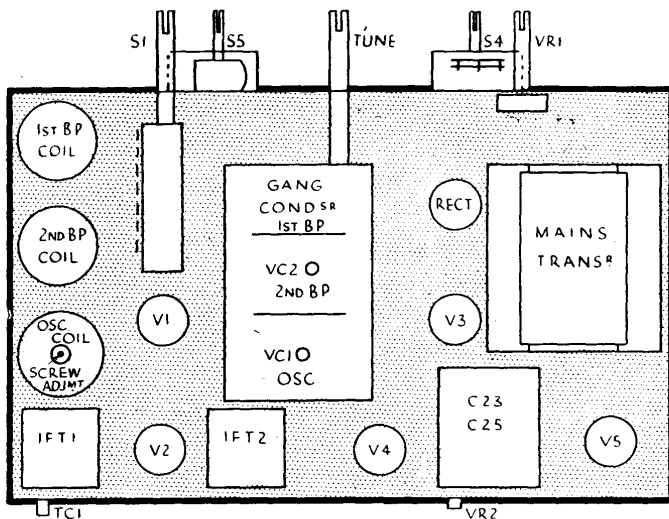 S1
S5
TUNE
S4
VR1
1ST BP
COIL
GANG
CONDSR
1ST BP
RECT
MAINS
TRANSR
2ND BP
COIL
VC2
2ND BP
V1
V3
OSC
COIL
SCREW
ADJMT
VC1
OSC
IFT1
V2
IFT2
V4
C23
C25
V5
TC1
VR2